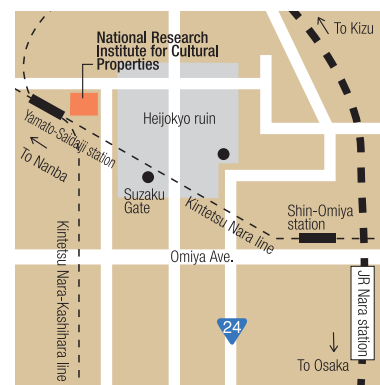 To Kizu
National Research
Institute for Cultural
Properties
Heijokyo ruin
Yamato-Saidaiji station
To Nanba
Suzaku
Gate
Kintetsu Nara line
Shin-Omiya
station
Omiya Ave.
Kintetsu Nara-Kashihara line
JR Nara station
24
To Osaka